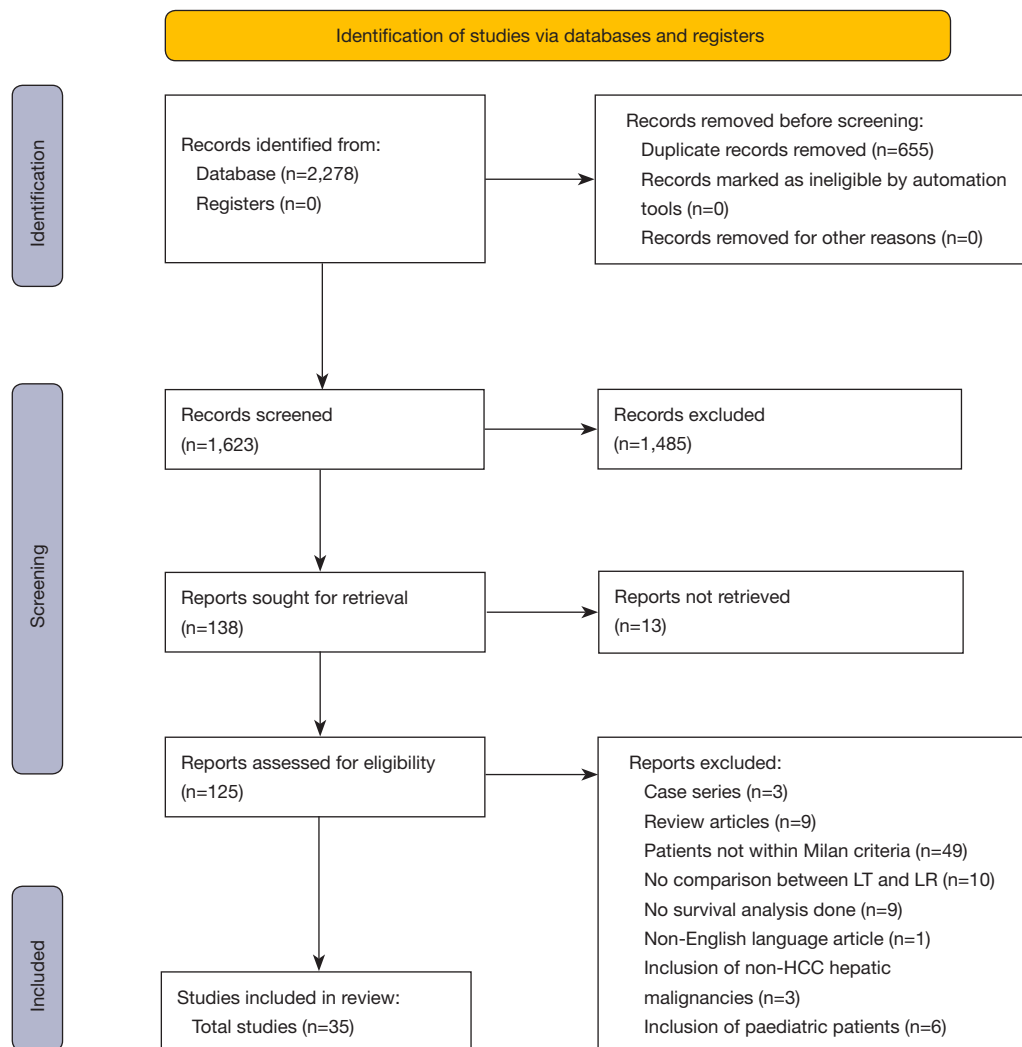 Identification of studies via databases and registers
Identification
Records identified from:
Database (n=2,278)
Registers (n=0)
Records removed before screening:
Duplicate records removed (n=655)
Records marked as ineligible by automation
tools (n=0)
Records removed for other reasons (n=0)
Screening
Records screened
(n=1,623)
Records excluded
(n=1,485)
Reports sought for retrieval
(n=138)
Reports not retrieved
(n=13)
Reports assessed for eligibility
(n=125)
Reports excluded:
Case series (n=3)
Review articles (n=9)
Patients not within Milan criteria (n=49)
No comparison between LT and LR (n=10)
No survival analysis done (n=9)
Non-English language article (n=1)
Inclusion of non-HCC hepatic
malignancies (n=3)
Inclusion of paediatric patients (n=6)
Included
Studies included in review:
Total studies (n=35)